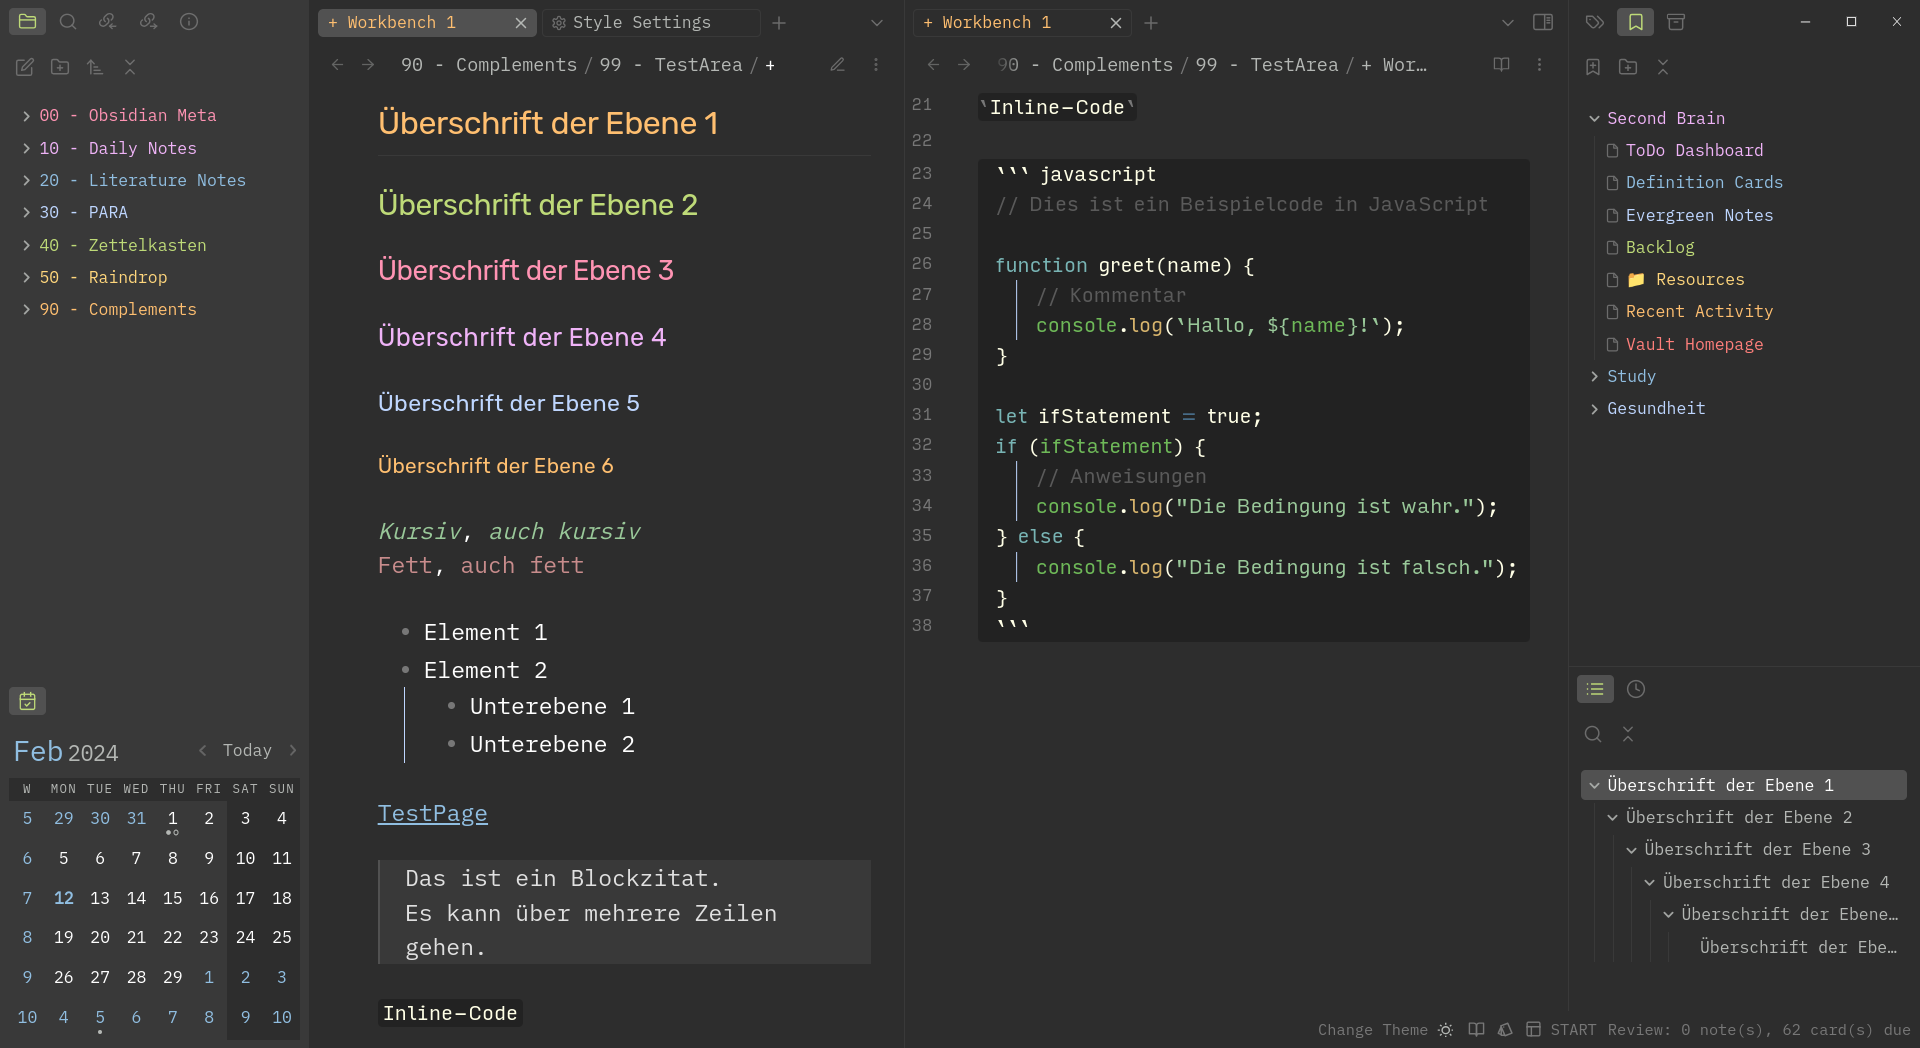 + Workbench 1
Style Settings
+ Workbench 1
90 - Complements / 99 - TestArea / +
90 - Complements / 99 - TestArea / + Wor…
00 - Obsidian Meta
10 - Daily Notes
20 - Literature Notes
30 - PARA
40 - Zettelkasten
50 - Raindrop
90 - Complements
Feb 2024
Today
W MON TUE WED THU FRI SAT SUN
5 29 30 31 1 2 3 4
6 5 6 7 8 9 10 11
7 12 13 14 15 16 17 18
8 19 20 21 22 23 24 25
9 26 27 28 29 1 2 3
10 4 5 6 7 8 9 10
Überschrift der Ebene 1
Überschrift der Ebene 2
Überschrift der Ebene 3
Überschrift der Ebene 4
Überschrift der Ebene 5
Überschrift der Ebene 6
Kursiv, auch kursiv
Fett, auch fett
• Element 1
• Element 2
• Unterebene 1
• Unterebene 2
TestPage
Das ist ein Blockzitat.
Es kann über mehrere Zeilen
gehen.
Inline-Code
21 `Inline-Code`
22
23 ``` javascript
24 // Dies ist ein Beispielcode in JavaScript
25
26 function greet(name) {
27 // Kommentar
28 console.log(`Hallo, ${name}!`);
29 }
30
31 let ifStatement = true;
32 if (ifStatement) {
33 // Anweisungen
34 console.log("Die Bedingung ist wahr.");
35 } else {
36 console.log("Die Bedingung ist falsch.");
37 }
38 ```
Second Brain
ToDo Dashboard
Definition Cards
Evergreen Notes
Backlog
📁 Resources
Recent Activity
Vault Homepage
Study
Gesundheit
Überschrift der Ebene 1
Überschrift der Ebene 2
Überschrift der Ebene 3
Überschrift der Ebene 4
Überschrift der Ebene…
Überschrift der Ebe…
Change Theme START Review: 0 note(s), 62 card(s) due